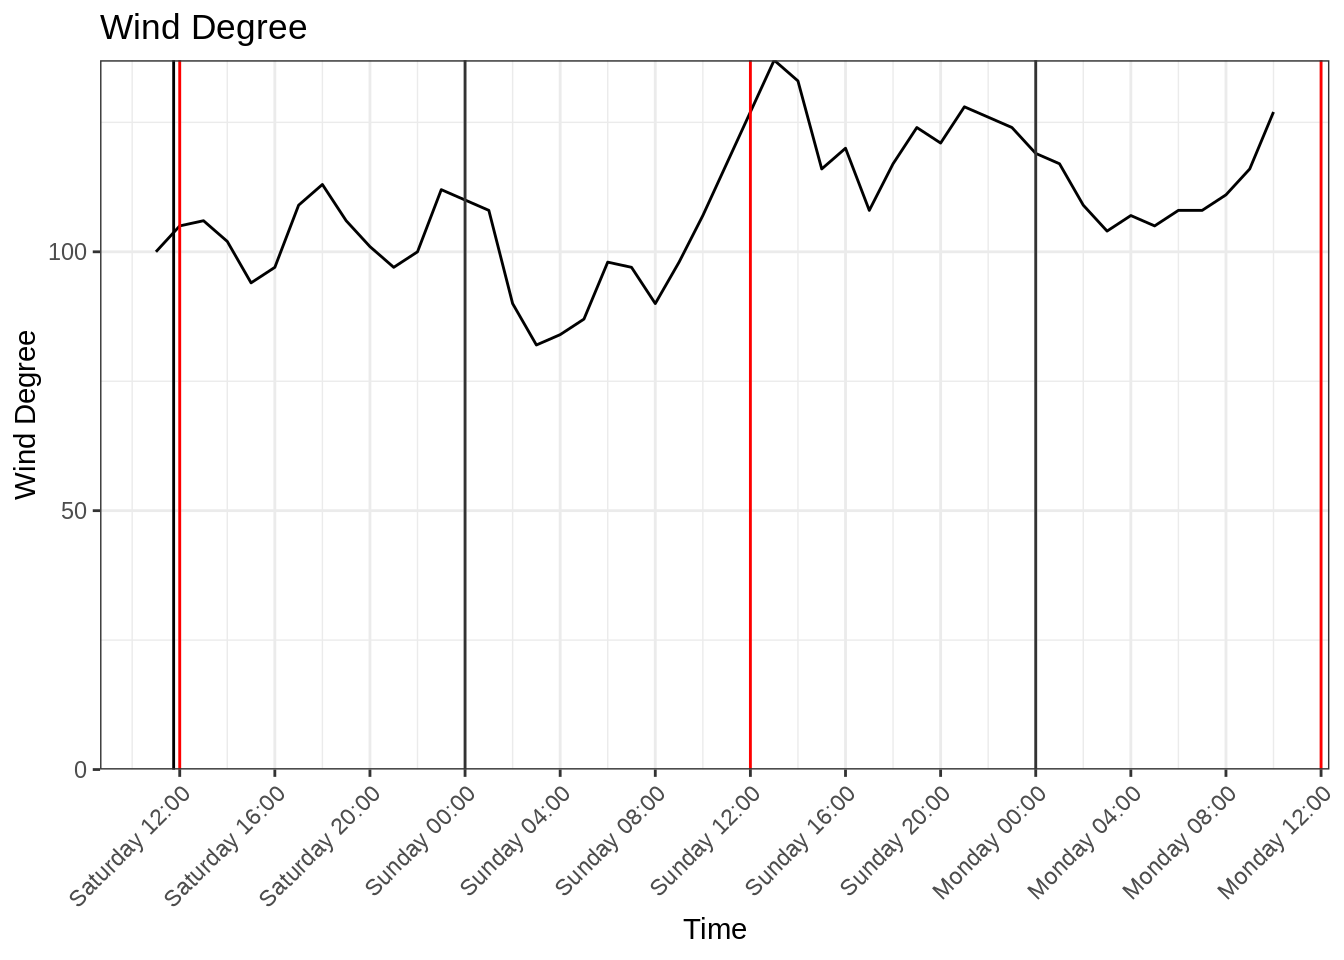 Wind Degree
Wind Degree
100
50
0
Saturday 12:00
Saturday 16:00
Saturday 20:00
Sunday 00:00
Sunday 04:00
Sunday 08:00
Sunday 12:00
Sunday 16:00
Sunday 20:00
Monday 00:00
Monday 04:00
Monday 08:00
Monday 12:00
Time